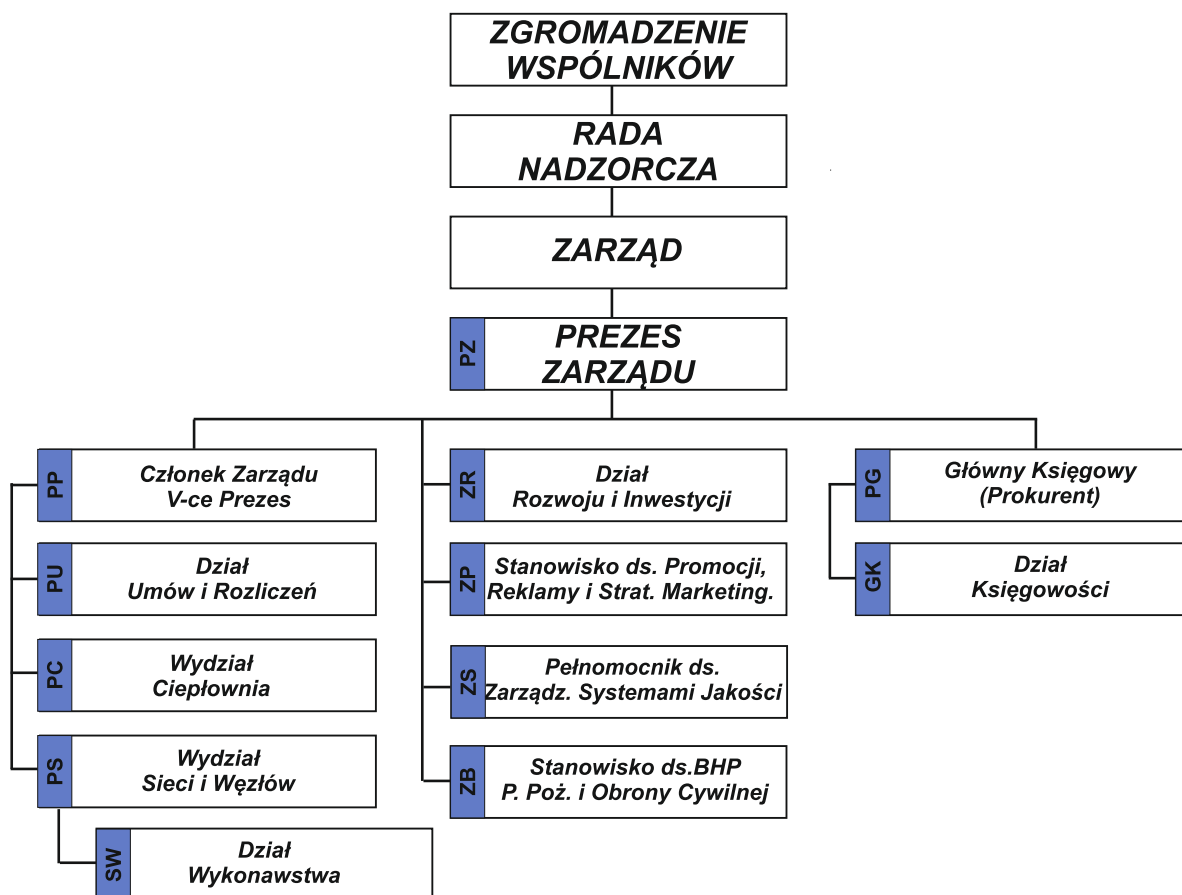 ZGROMADZENIE
WSPÓLNIKÓW
RADA
NADZORCZA
ZARZĄD
PZ
PREZES
ZARZĄDU
PP
Członek Zarządu
V-ce Prezes
PU
Dział
Umów i Rozliczeń
PC
Wydział
Ciepłownia
PS
Wydział
Sieci i Węzłów
SW
Dział
Wykonawstwa
ZR
Dział
Rozwoju i Inwestycji
ZP
Stanowisko ds. Promocji,
Reklamy i Strat. Marketing.
ZS
Pełnomocnik ds.
Zarządz. Systemami Jakości
ZB
Stanowisko ds.BHP
P. Poż. i Obrony Cywilnej
PG
Główny Księgowy
(Prokurent)
GK
Dział
Księgowości